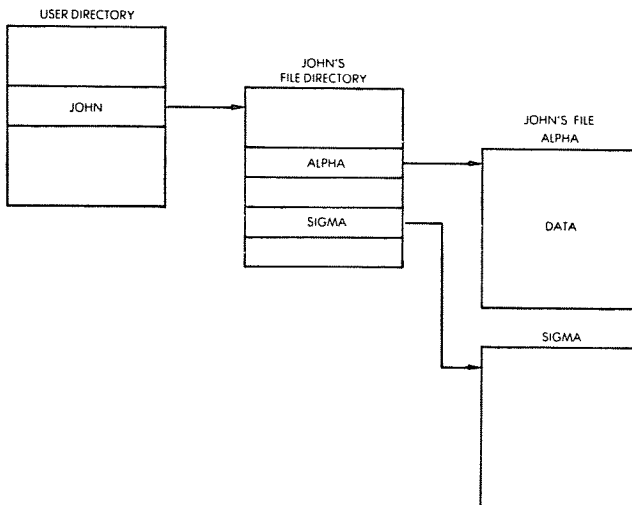 USER DIRECTORY
JOHN
JOHN'S
FILE DIRECTORY
ALPHA
SIGMA
JOHN'S FILE
ALPHA
DATA
SIGMA